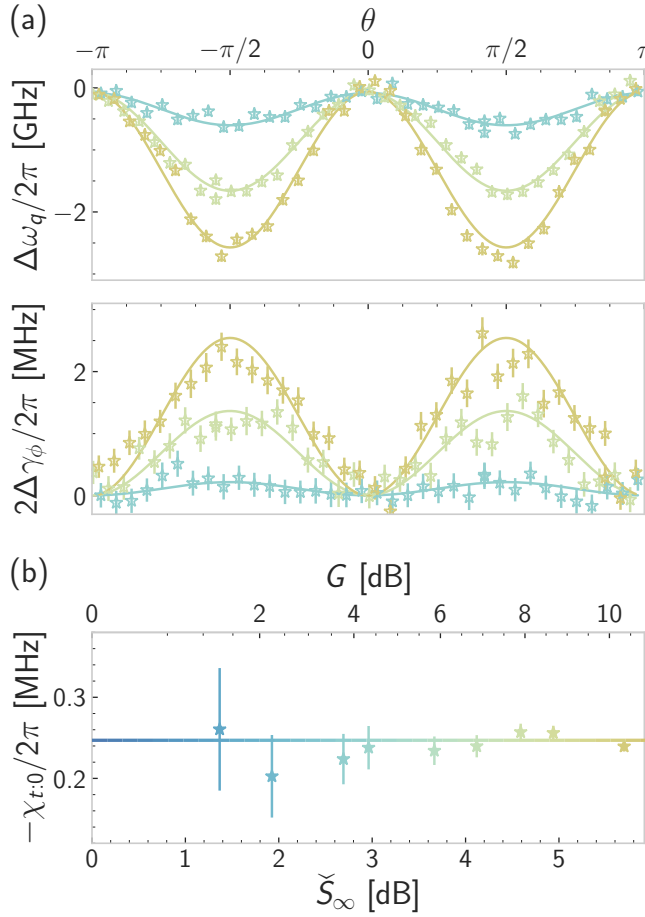 (a)
θ
−π −π/2 0 π/2 π
0
−2
Δω_q/2π [GHz]
2
0
2Δγ_ϕ/2π [MHz]
(b)
G [dB]
0 2 4 6 8 10
0.3
0.2
−χ_{t:0}/2π [MHz]
0 1 2 3 4 5
S̆_∞ [dB]